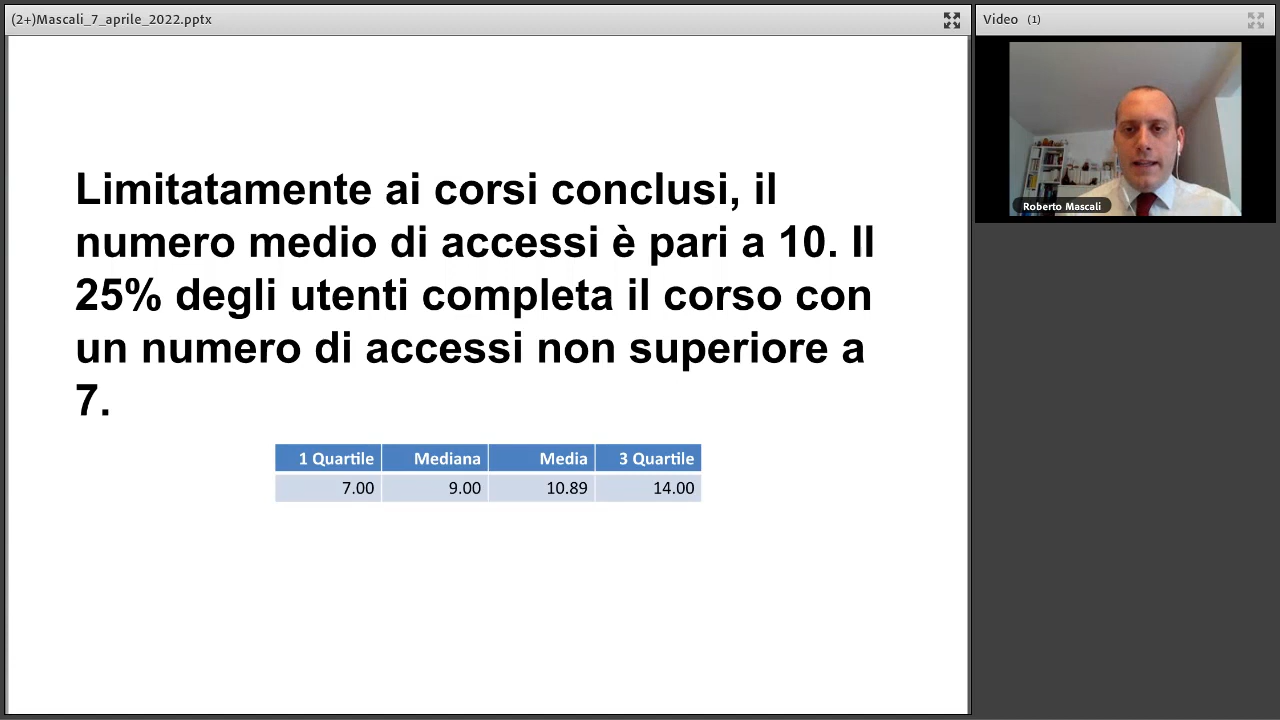 (2+)Mascali_7_aprile_2022.pptx
Video (1)
Roberto Mascali
Limitatamente ai corsi conclusi, il
numero medio di accessi è pari a 10. Il
25% degli utenti completa il corso con
un numero di accessi non superiore a
7.
1 Quartile Mediana Media 3 Quartile
7.00 9.00 10.89 14.00